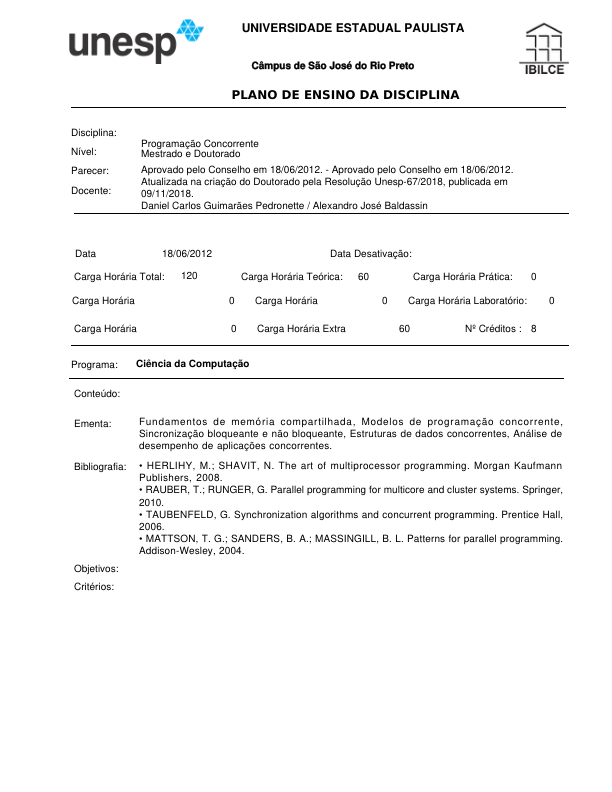 unesp
UNIVERSIDADE ESTADUAL PAULISTA
Câmpus de São José do Rio Preto
IBILCE
PLANO DE ENSINO DA DISCIPLINA
Disciplina:
Programação Concorrente
Nível:
Mestrado e Doutorado
Parecer:
Aprovado pelo Conselho em 18/06/2012. - Aprovado pelo Conselho em 18/06/2012.
Atualizada na criação do Doutorado pela Resolução Unesp-67/2018, publicada em
09/11/2018.
Docente:
Daniel Carlos Guimarães Pedronette / Alexandro José Baldassin
Data 18/06/2012 Data Desativação:
Carga Horária Total: 120 Carga Horária Teórica: 60 Carga Horária Prática: 0
Carga Horária 0 Carga Horária 0 Carga Horária Laboratório: 0
Carga Horária 0 Carga Horária Extra 60 Nº Créditos : 8
Programa: Ciência da Computação
Conteúdo:
Ementa: Fundamentos de memória compartilhada, Modelos de programação concorrente,
Sincronização bloqueante e não bloqueante, Estruturas de dados concorrentes, Análise de
desempenho de aplicações concorrentes.
Bibliografia: • HERLIHY, M.; SHAVIT, N. The art of multiprocessor programming. Morgan Kaufmann
Publishers, 2008.
• RAUBER, T.; RUNGER, G. Parallel programming for multicore and cluster systems. Springer,
2010.
• TAUBENFELD, G. Synchronization algorithms and concurrent programming. Prentice Hall,
2006.
• MATTSON, T. G.; SANDERS, B. A.; MASSINGILL, B. L. Patterns for parallel programming.
Addison-Wesley, 2004.
Objetivos:
Critérios: